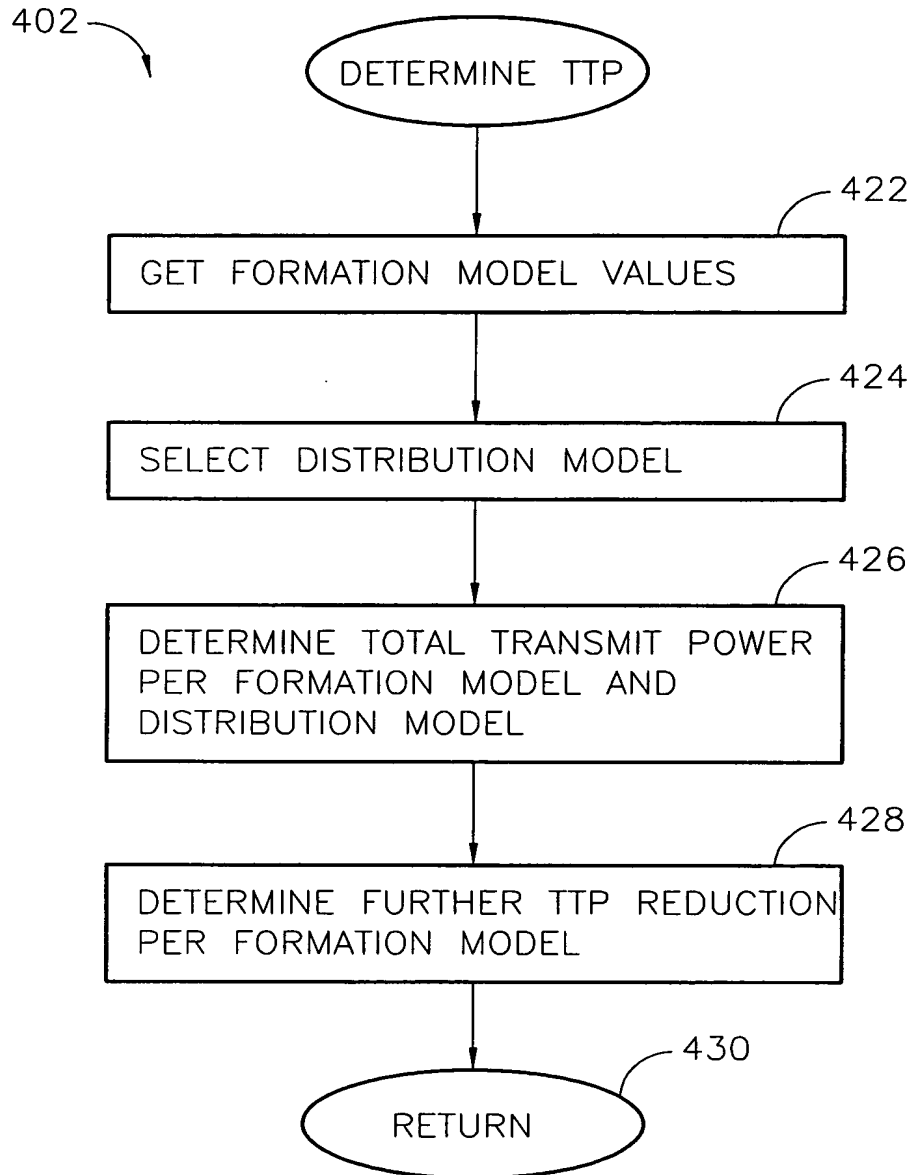 402
DETERMINE TTP
422
GET FORMATION MODEL VALUES
424
SELECT DISTRIBUTION MODEL
426
DETERMINE TOTAL TRANSMIT POWER
PER FORMATION MODEL AND
DISTRIBUTION MODEL
428
DETERMINE FURTHER TTP REDUCTION
PER FORMATION MODEL
430
RETURN